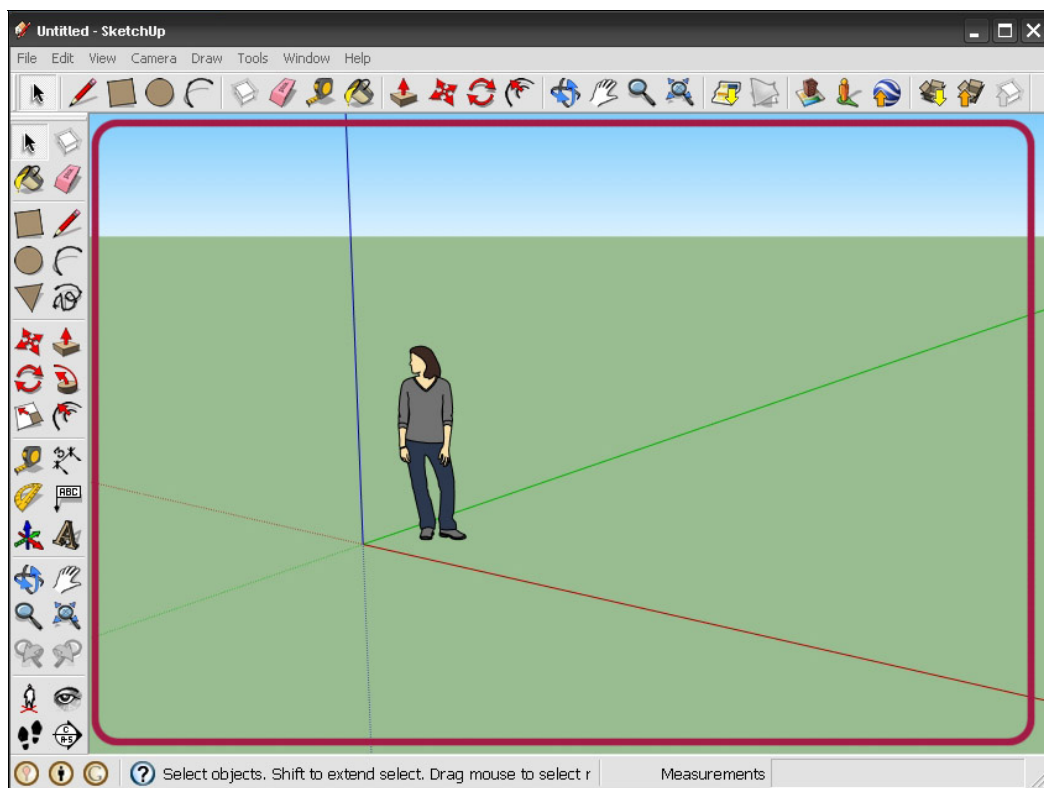 Untitled - SketchUp
File Edit View Camera Draw Tools Window Help
ABC
A
C
A-5
Select objects. Shift to extend select. Drag mouse to select r
Measurements